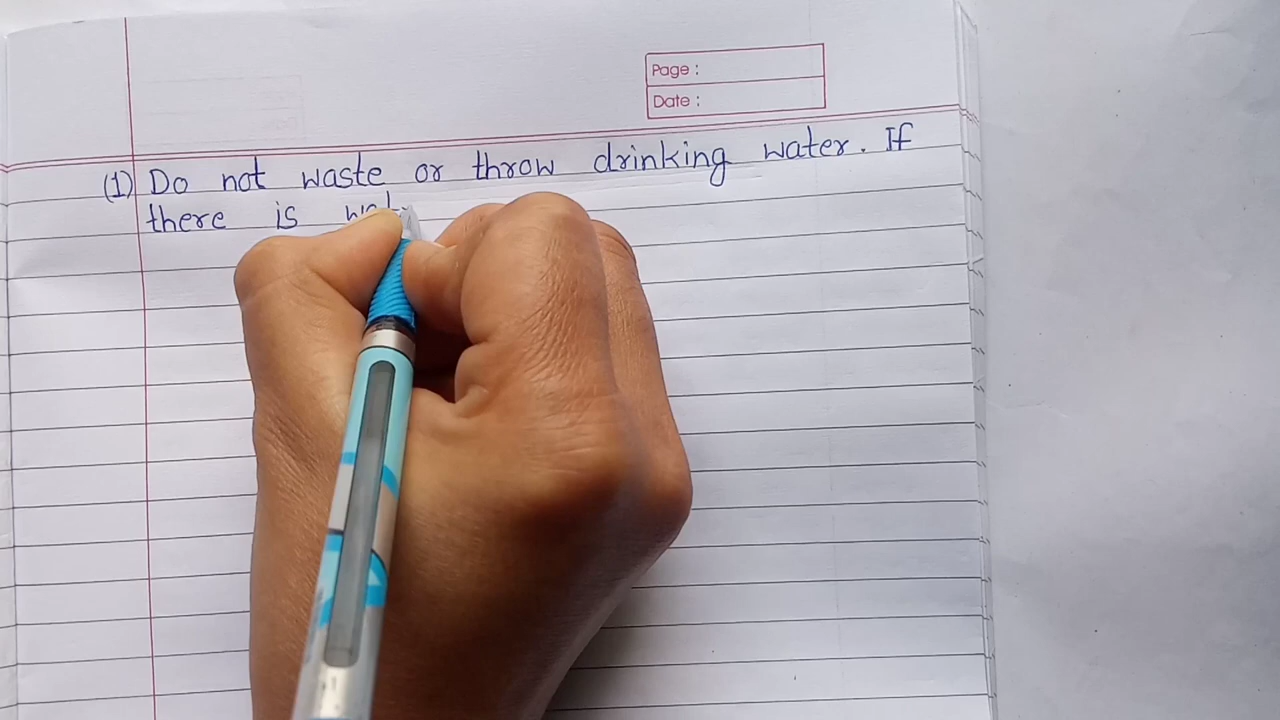 Page :
Date :
(1) Do not waste or throw drinking water. If
there is